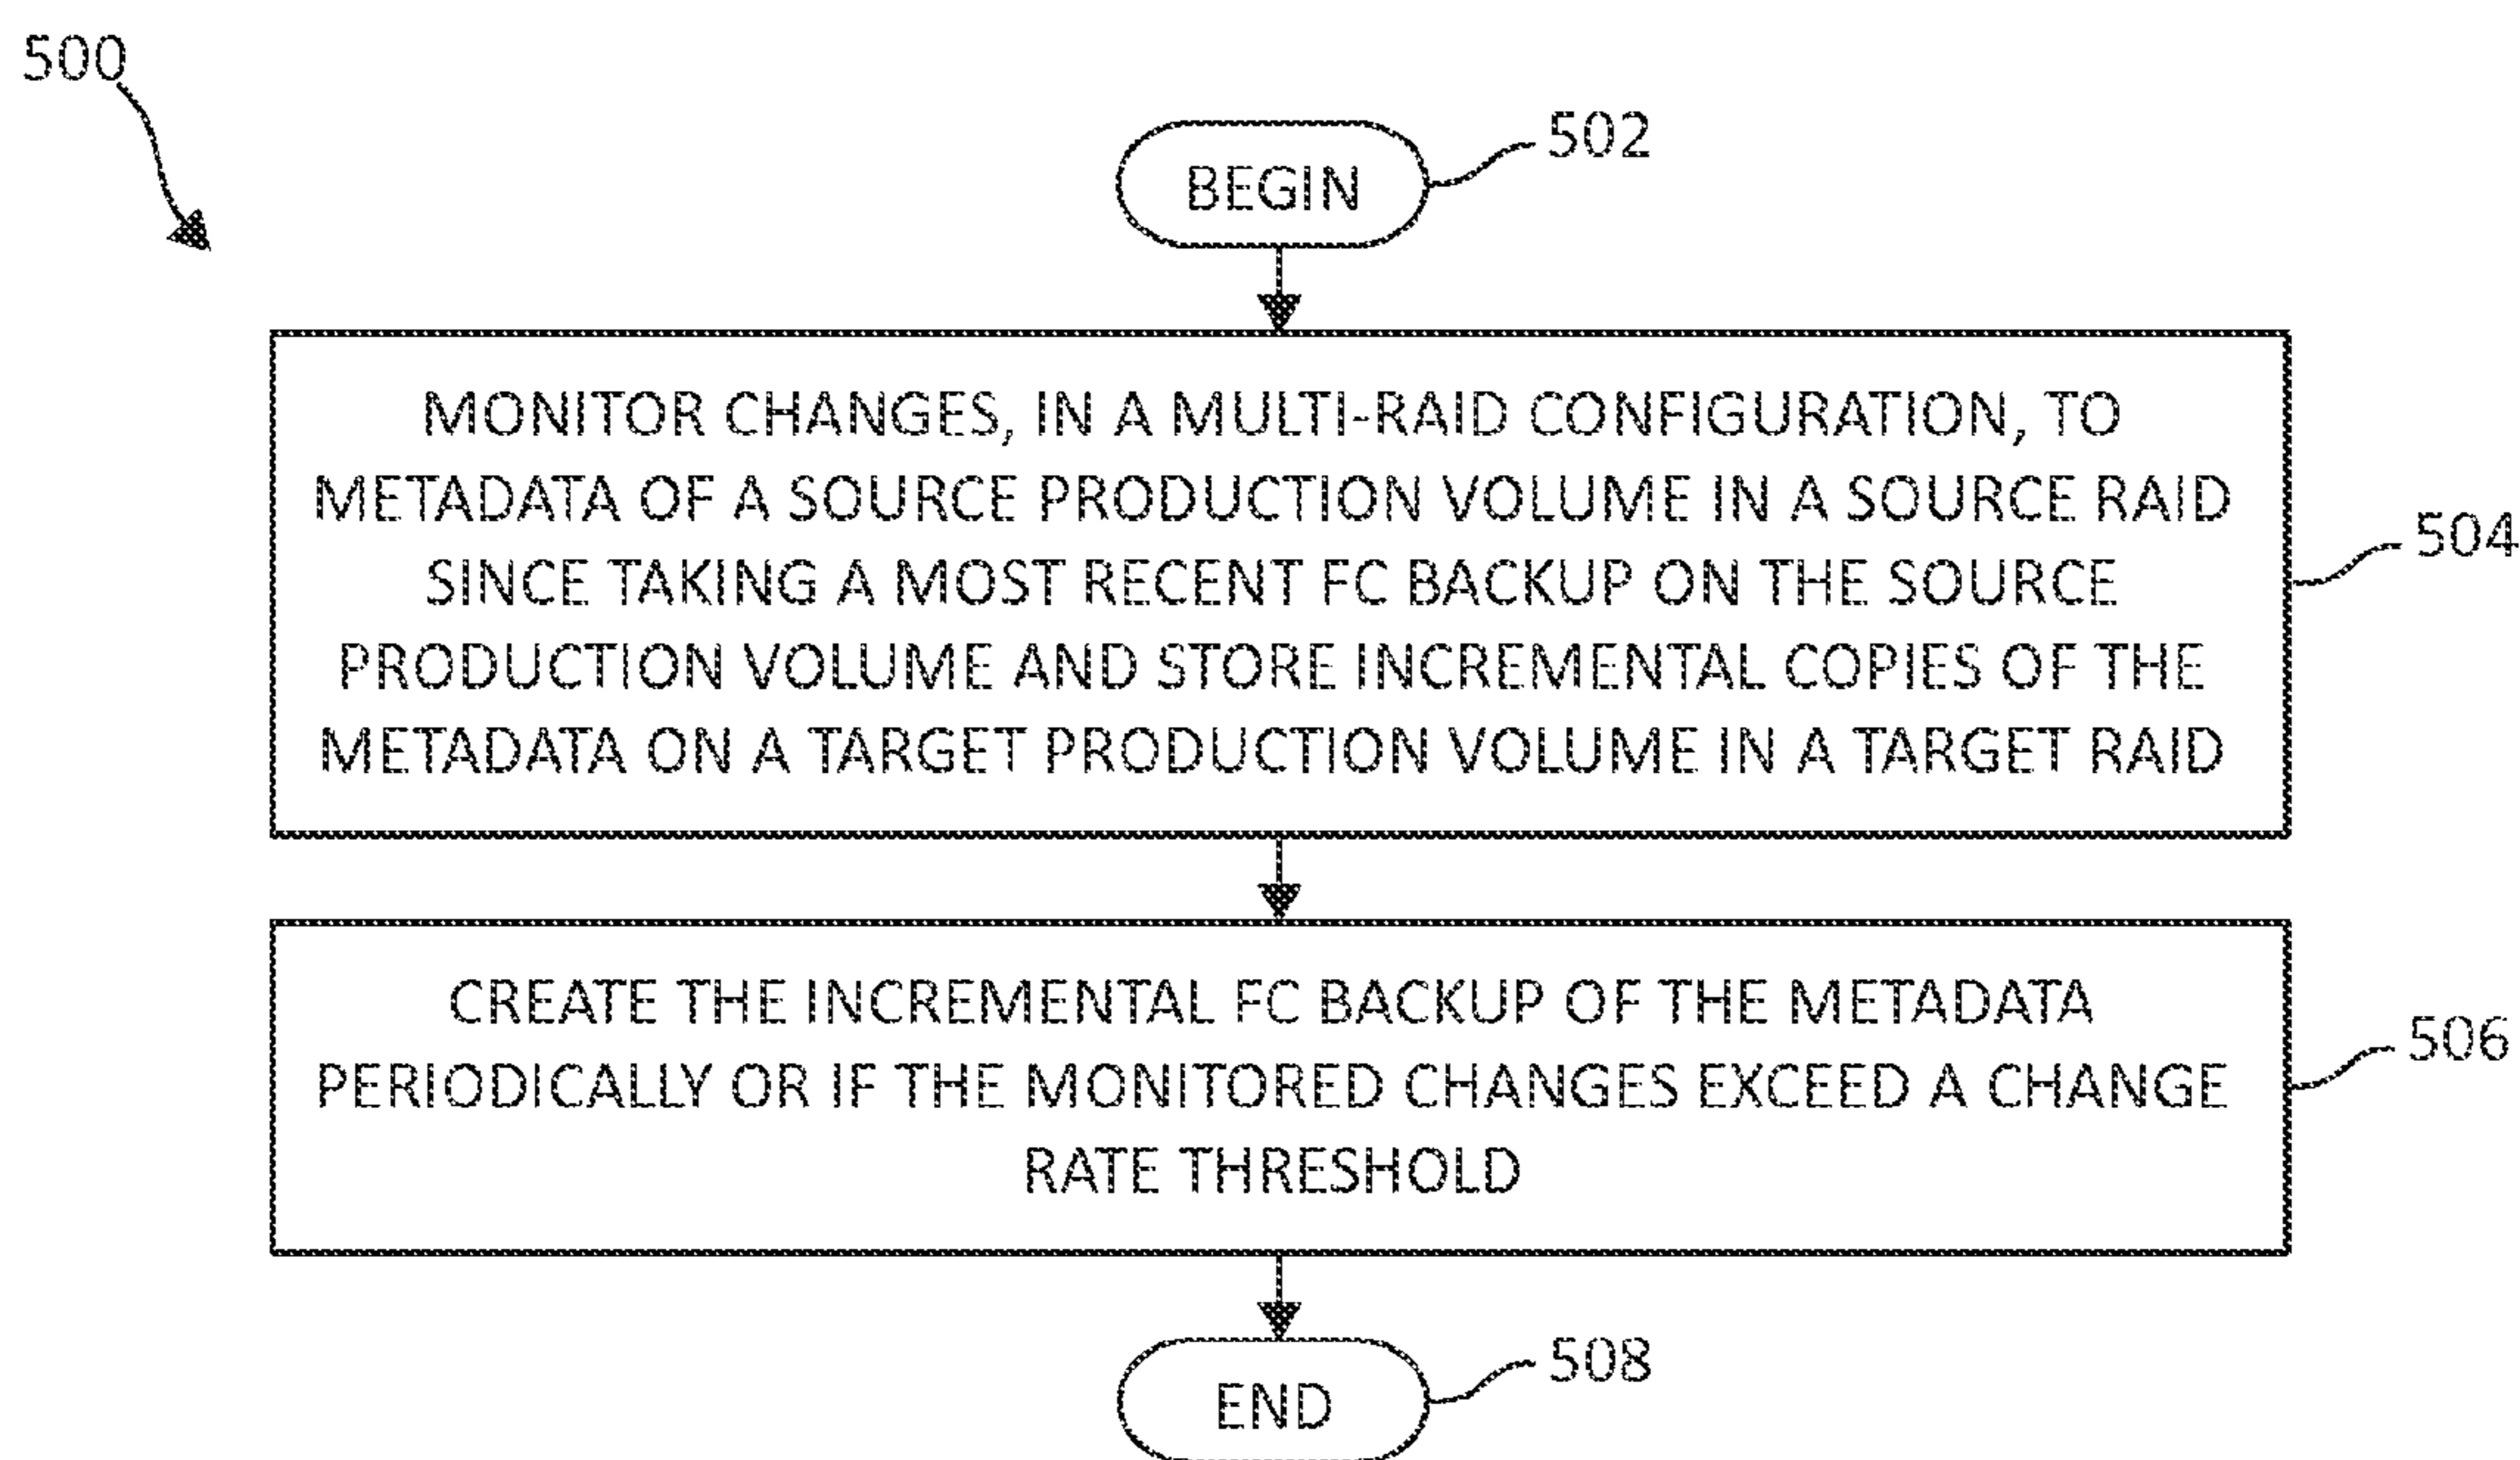 500
BEGIN
502
MONITOR CHANGES, IN A MULTI-RAID CONFIGURATION, TO
METADATA OF A SOURCE PRODUCTION VOLUME IN A SOURCE RAID
SINCE TAKING A MOST RECENT FC BACKUP ON THE SOURCE
PRODUCTION VOLUME AND STORE INCREMENTAL COPIES OF THE
METADATA ON A TARGET PRODUCTION VOLUME IN A TARGET RAID
504
CREATE THE INCREMENTAL FC BACKUP OF THE METADATA
PERIODICALLY OR IF THE MONITORED CHANGES EXCEED A CHANGE
RATE THRESHOLD
506
END
508